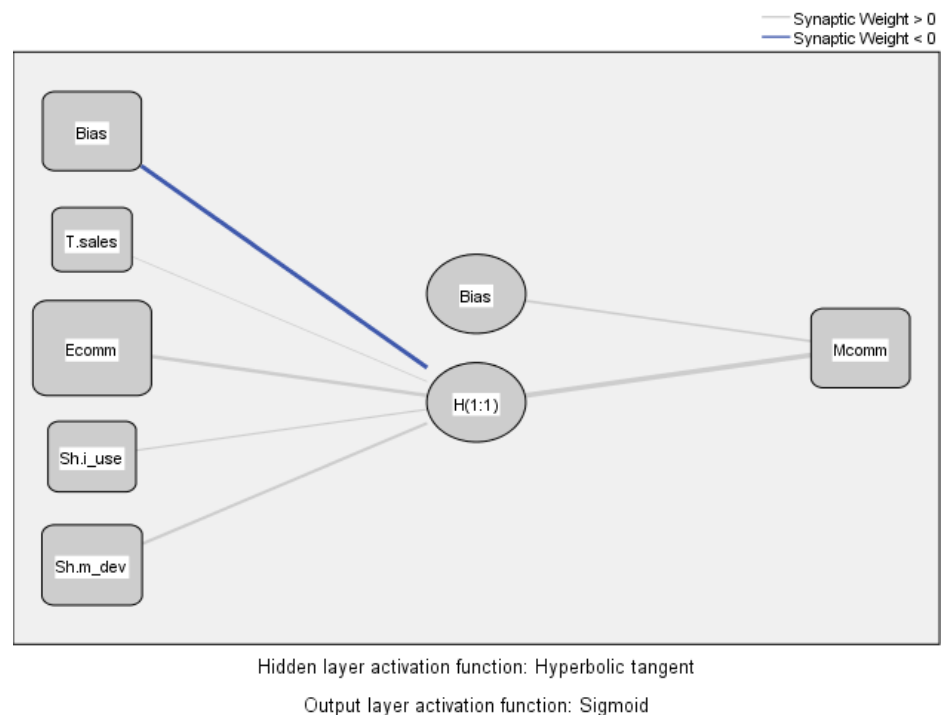 Synaptic Weight > 0
Synaptic Weight < 0
Bias
T.sales
Ecomm
Sh.i_use
Sh.m_dev
Bias
H(1:1)
Mcomm
Hidden layer activation function: Hyperbolic tangent
Output layer activation function: Sigmoid